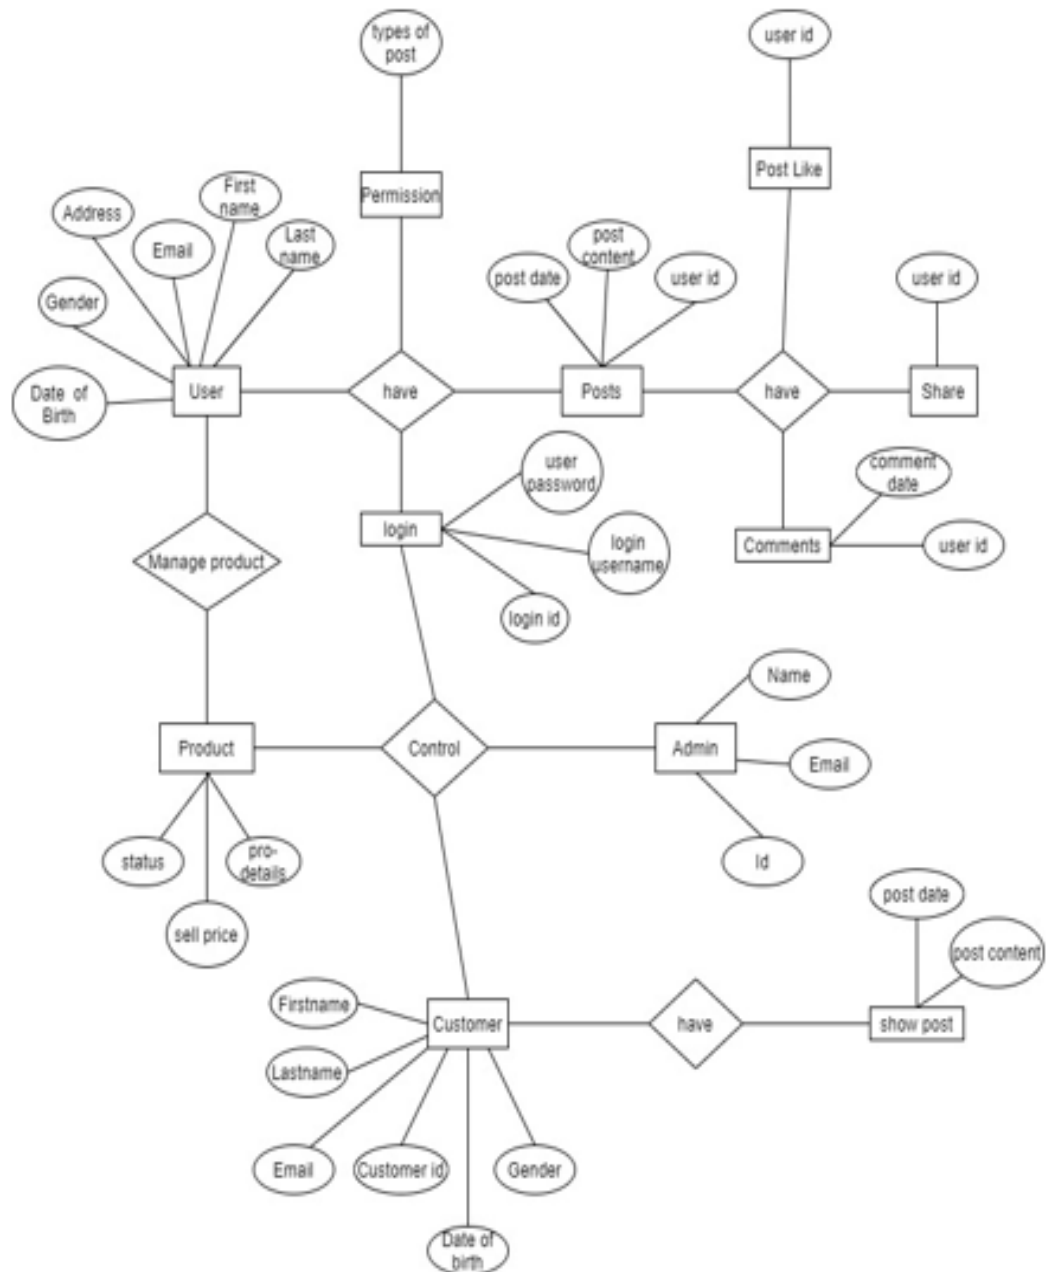 types of
post
user id
Permission
Post Like
First
name
Address
Email
Last
name
Gender
post
content
post date
user id
user id
Date of
Birth
User
have
Posts
have
Share
user
password
comment
date
login
login
username
Comments
user id
Manage product
login id
Name
Product
Control
Admin
Email
status
pro-
details
Id
sell price
post date
post content
Firstname
Customer
have
show post
Lastname
Email
Customer id
Gender
Date of
birth